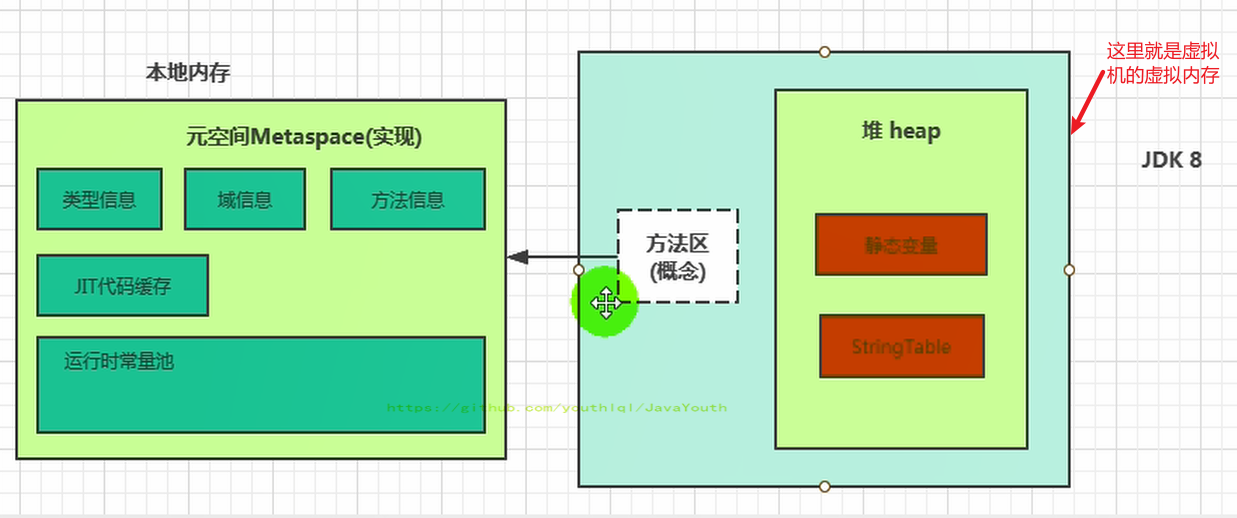 本地内存
元空间Metaspace(实现)
类型信息
域信息
方法信息
JIT代码缓存
运行时常量池
方法区
(概念)
堆 heap
静态变量
StringTable
这里就是虚拟
机的虚拟内存
JDK 8
https://github.com/youthlql/JavaYouth